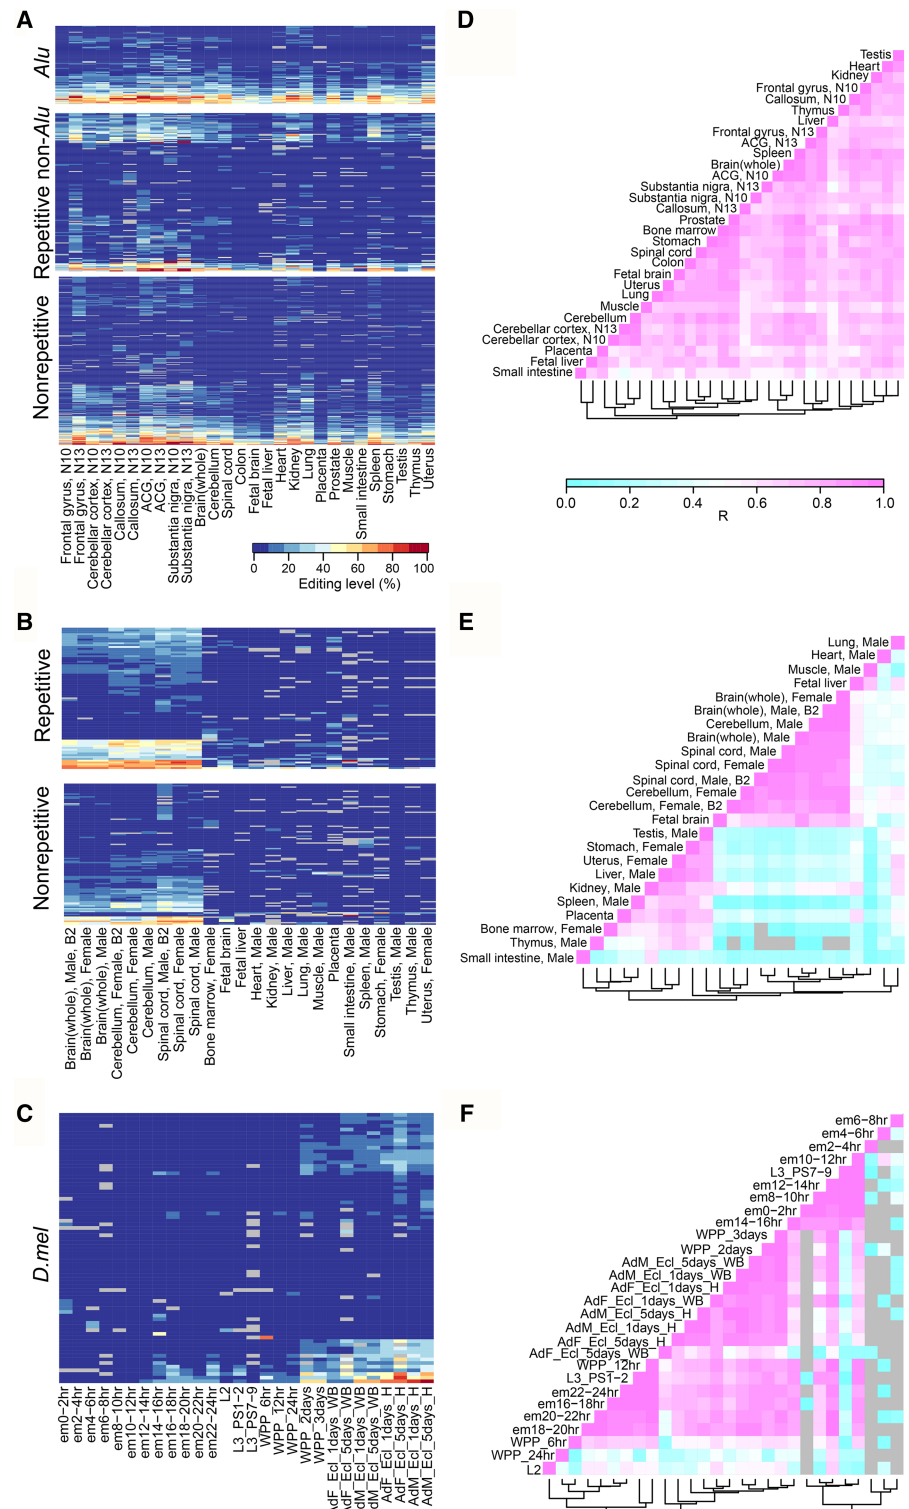 A
Alu
Repetitive non-Alu
Nonrepetitive
Frontal gyrus, N10
Frontal gyrus, N13
Cerebellar cortex, N10
Cerebellar cortex, N13
Callosum, N10
Callosum, N13
ACG, N10
ACG, N13
Substantia nigra, N10
Substantia nigra, N13
Brain(whole)
Cerebellum
Spinal cord
Colon
Fetal brain
Fetal liver
Heart
Kidney
Lung
Placenta
Prostate
Muscle
Small intestine
Spleen
Stomach
Testis
Thymus
Uterus
0 20 40 60 80 100
Editing level (%)
D
Testis
Heart
Kidney
Frontal gyrus, N10
Callosum, N10
Thymus
Liver
Frontal gyrus, N13
ACG, N13
Spleen
Brain(whole)
ACG, N10
Substantia nigra, N13
Substantia nigra, N10
Callosum, N13
Prostate
Bone marrow
Stomach
Spinal cord
Colon
Fetal brain
Uterus
Lung
Muscle
Cerebellum
Cerebellar cortex, N13
Cerebellar cortex, N10
Placenta
Fetal liver
Small intestine
0.0 0.2 0.4 0.6 0.8 1.0
R
B
Repetitive
Nonrepetitive
Brain(whole), Male, B2
Brain(whole), Female
Brain(whole), Male
Cerebellum, Female, B2
Cerebellum, Female
Cerebellum, Male
Spinal cord, Male, B2
Spinal cord, Female
Spinal cord, Male
Bone marrow, Female
Fetal brain
Fetal liver
Heart, Male
Kidney, Male
Liver, Male
Lung, Male
Muscle, Male
Placenta
Small intestine, Male
Spleen, Male
Stomach, Female
Testis, Male
Thymus, Male
Uterus, Female
E
Lung, Male
Heart, Male
Muscle, Male
Fetal liver
Brain(whole), Female
Brain(whole), Male, B2
Cerebellum, Male
Brain(whole), Male
Spinal cord, Male
Spinal cord, Female
Spinal cord, Male, B2
Cerebellum, Female
Cerebellum, Female, B2
Fetal brain
Testis, Male
Stomach, Female
Uterus, Female
Liver, Male
Kidney, Male
Spleen, Male
Placenta
Bone marrow, Female
Thymus, Male
Small intestine, Male
C
D.mel
em0-2hr
em2-4hr
em4-6hr
em6-8hr
em8-10hr
em10-12hr
em12-14hr
em14-16hr
em16-18hr
em18-20hr
em20-22hr
em22-24hr
L2
L3_PS1-2
L3_PS7-9
WPP_6hr
WPP_12hr
WPP_24hr
WPP_2days
WPP_3days
dF_Ecl_1days_WB
dF_Ecl_5days_WB
dM_Ecl_1days_WB
dM_Ecl_5days_WB
AdF_Ecl_1days_H
AdF_Ecl_5days_H
AdM_Ecl_1days_H
AdM_Ecl_5days_H
F
em6-8hr
em4-6hr
em2-4hr
em10-12hr
L3_PS7-9
em12-14hr
em8-10hr
em0-2hr
em14-16hr
WPP_3days
WPP_2days
AdM_Ecl_5days_WB
AdM_Ecl_1days_WB
AdF_Ecl_1days_H
AdF_Ecl_1days_WB
AdM_Ecl_5days_H
AdM_Ecl_1days_H
AdF_Ecl_5days_H
AdF_Ecl_5days_WB
WPP_12hr
L3_PS1-2
em22-24hr
em16-18hr
em20-22hr
em18-20hr
WPP_6hr
WPP_24hr
L2